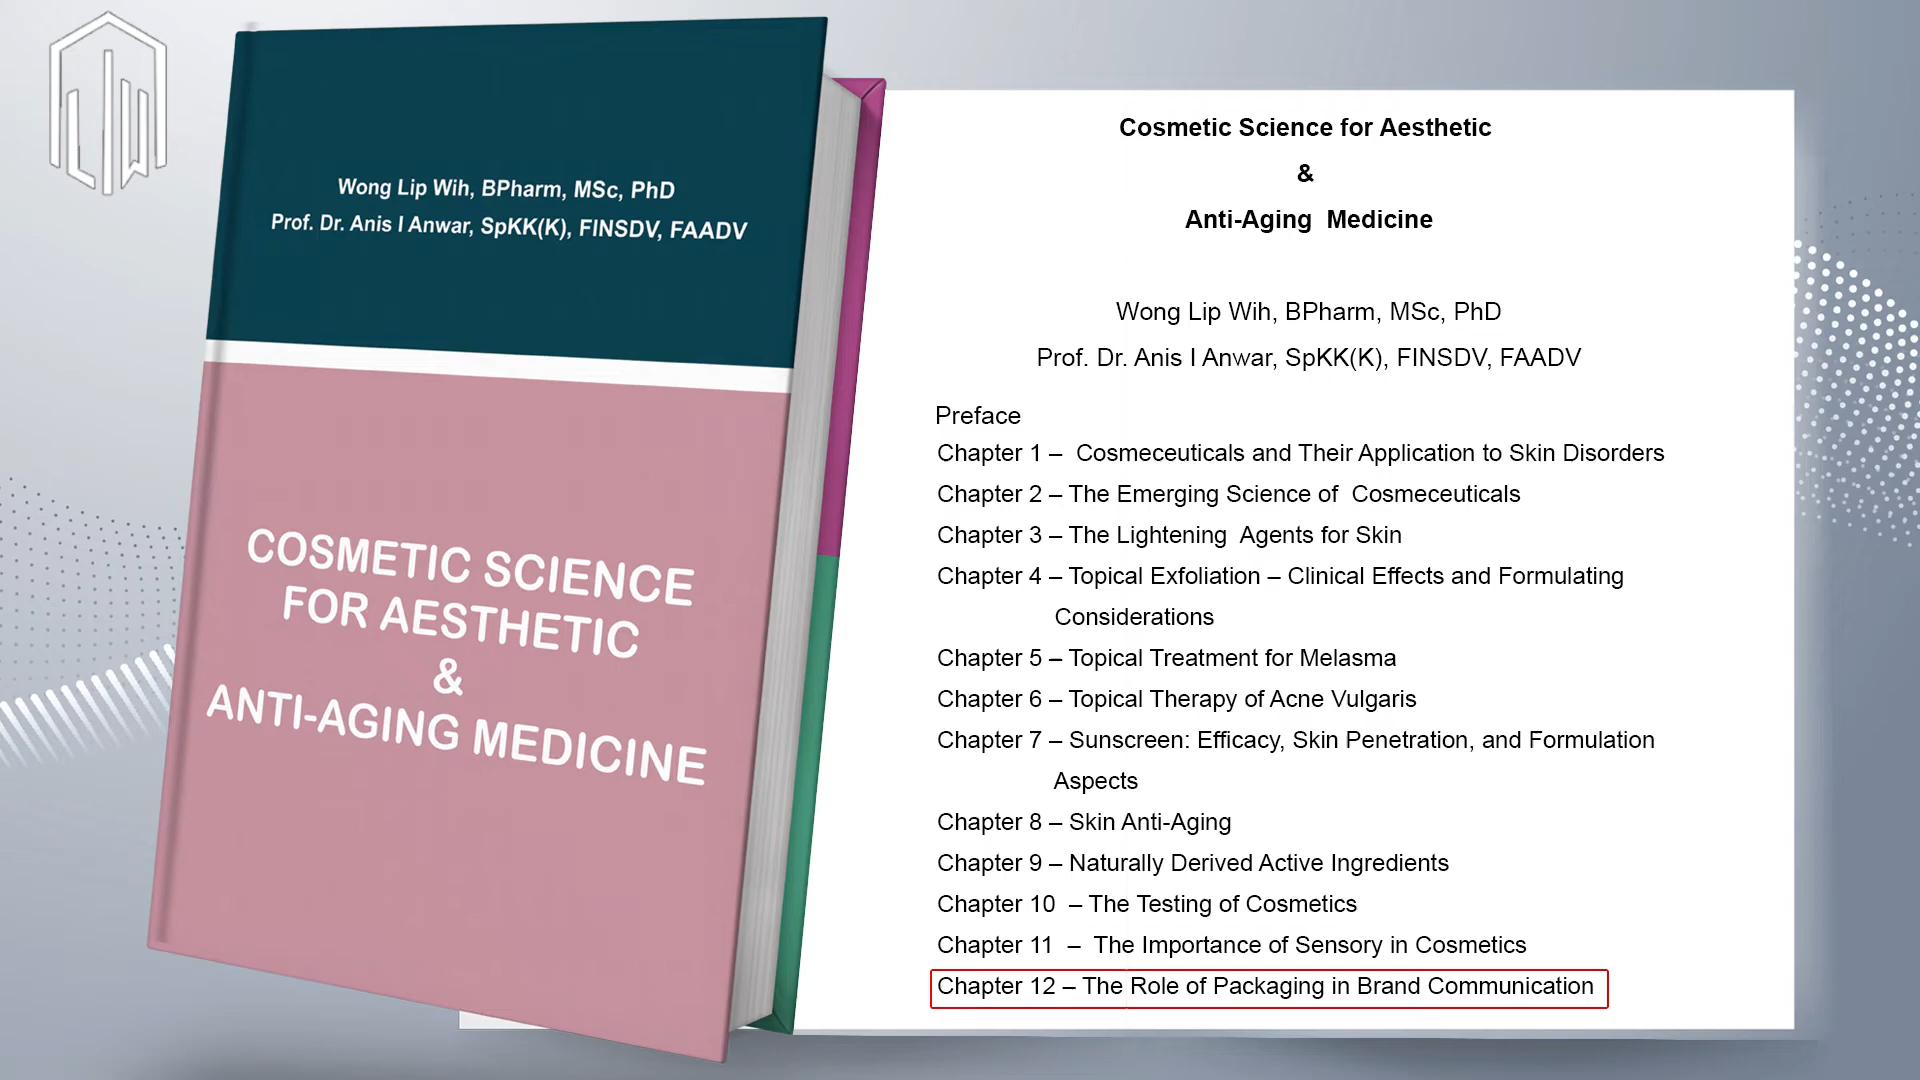 LW
Wong Lip Wih, BPharm, MSc, PhD
Prof. Dr. Anis I Anwar, SpKK(K), FINSDV, FAADV
COSMETIC SCIENCE
FOR AESTHETIC
&
ANTI-AGING MEDICINE
Cosmetic Science for Aesthetic
&
Anti-Aging Medicine
Wong Lip Wih, BPharm, MSc, PhD
Prof. Dr. Anis I Anwar, SpKK(K), FINSDV, FAADV
Preface
Chapter 1 – Cosmeceuticals and Their Application to Skin Disorders
Chapter 2 – The Emerging Science of Cosmeceuticals
Chapter 3 – The Lightening Agents for Skin
Chapter 4 – Topical Exfoliation – Clinical Effects and Formulating
Considerations
Chapter 5 – Topical Treatment for Melasma
Chapter 6 – Topical Therapy of Acne Vulgaris
Chapter 7 – Sunscreen: Efficacy, Skin Penetration, and Formulation
Aspects
Chapter 8 – Skin Anti-Aging
Chapter 9 – Naturally Derived Active Ingredients
Chapter 10 – The Testing of Cosmetics
Chapter 11 – The Importance of Sensory in Cosmetics
Chapter 12 – The Role of Packaging in Brand Communication